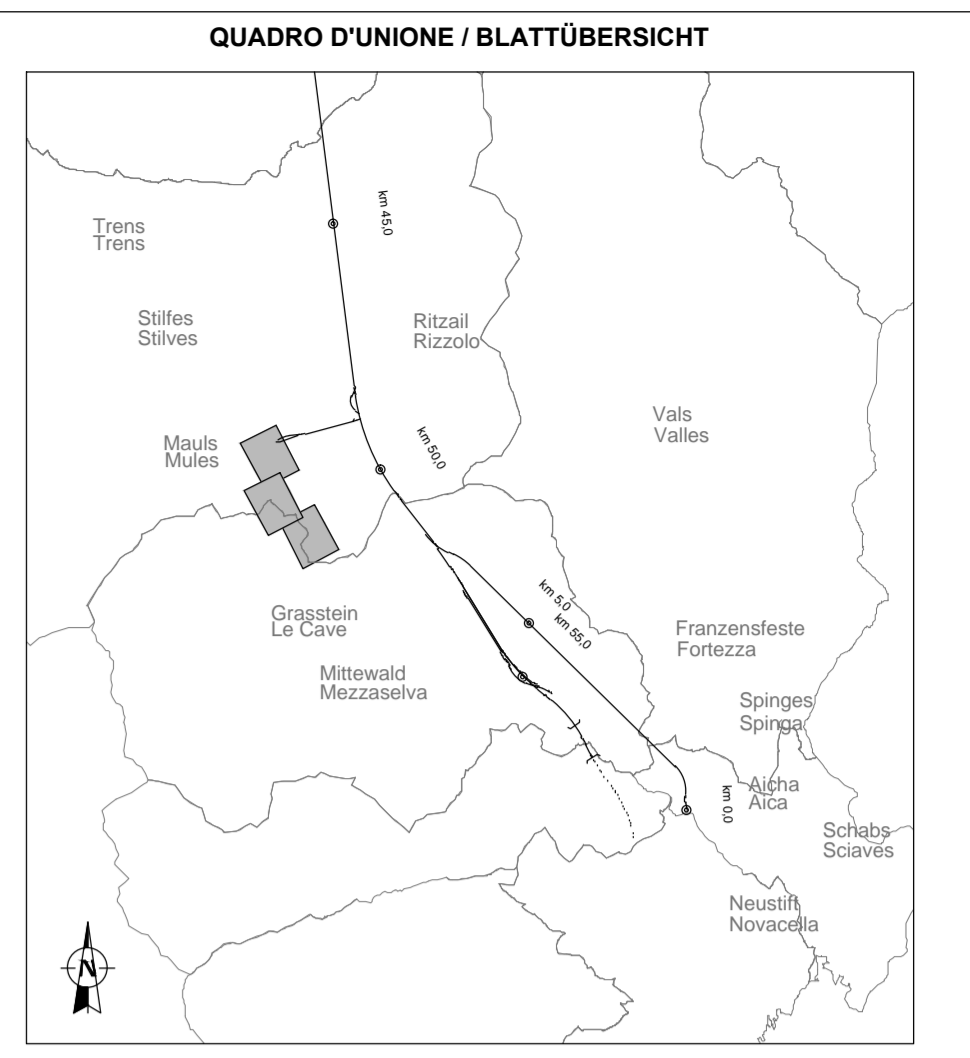 QUADRO D'UNIONE / BLATTÜBERSICHT
Trens
Trens
km 45,0
Stilfes
Stilves
Ritzail
Rizzolo
Mauls
Mules
km 50,0
Vals
Valles
km 5,0
km 55,0
Grasstein
Le Cave
Franzensfeste
Fortezza
Mittewald
Mezzaselva
Spinges
Spinga
Aicha
Aica
km 0,0
Schabs
Sciaves
Neustift
Novacella
N